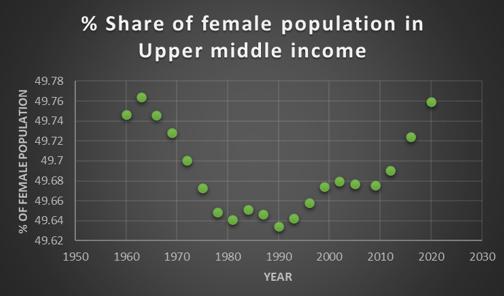 % Share of female population in
Upper middle income
% OF FEMALE POPULATION
49.78
49.76
49.74
49.72
49.7
49.68
49.66
49.64
49.62
1950 1960 1970 1980 1990 2000 2010 2020 2030
YEAR